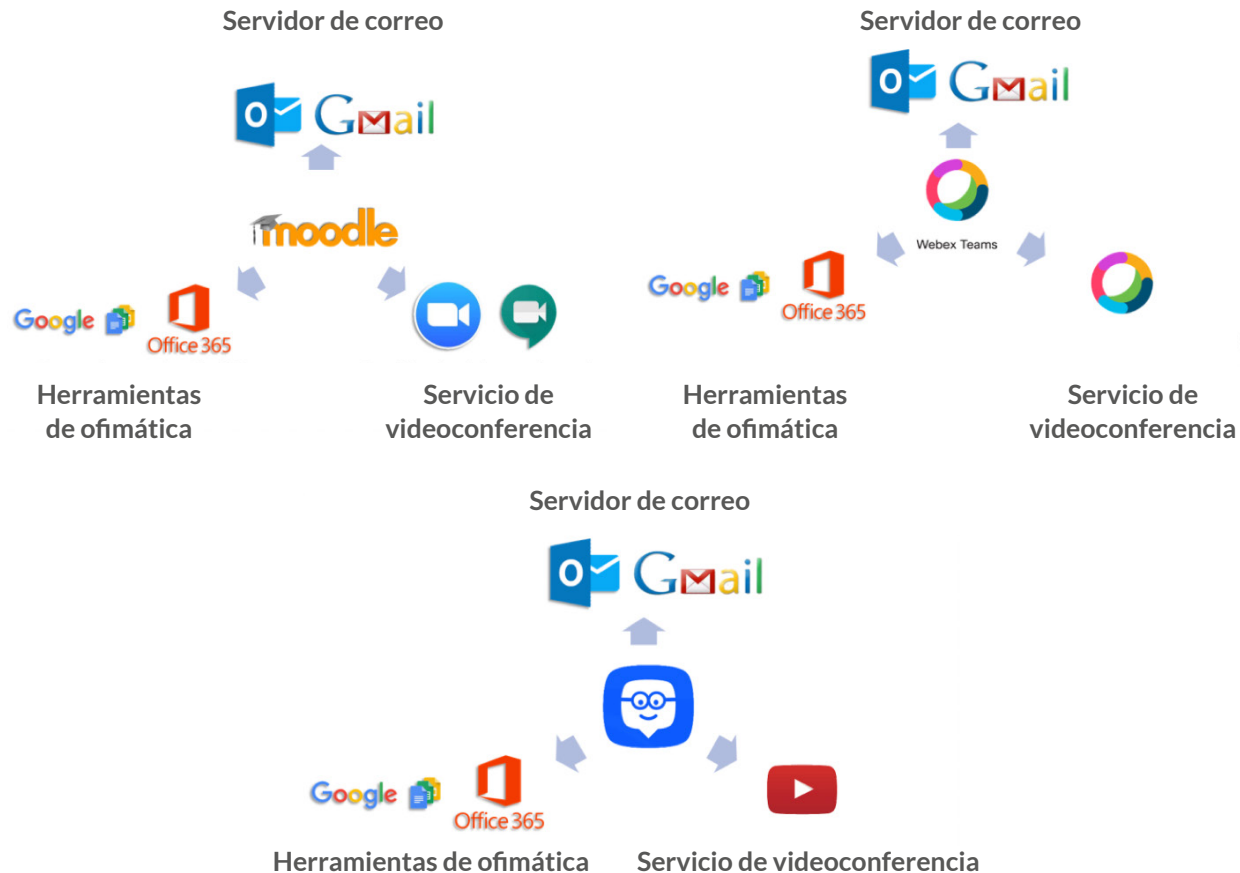 Servidor de correo
Gmail
moodle
Google
Office 365
Herramientas
de ofimática
Servicio de
videoconferencia
Servidor de correo
Gmail
Webex Teams
Google
Office 365
Herramientas
de ofimática
Servicio de
videoconferencia
Servidor de correo
Gmail
Google
Office 365
Herramientas de ofimática
Servicio de videoconferencia